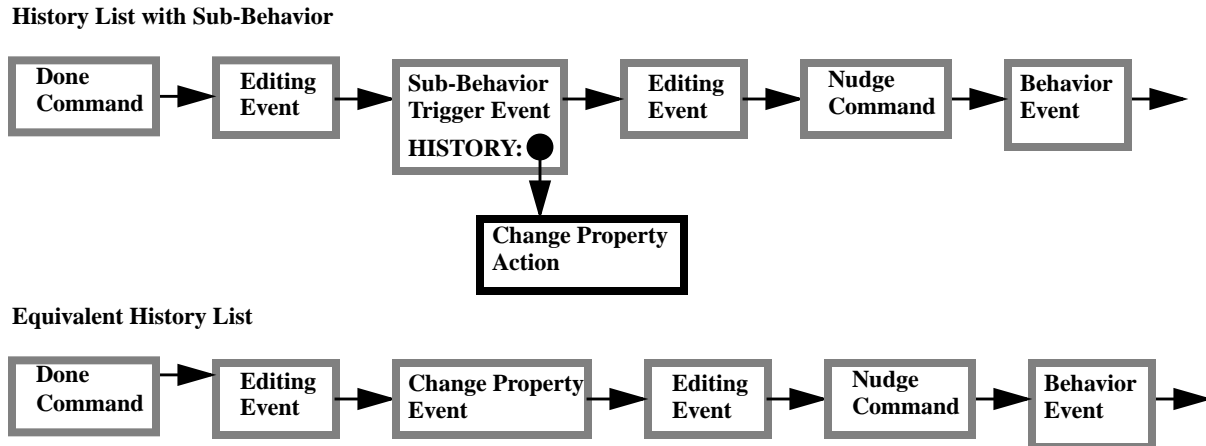 History List with Sub-Behavior
Done
Command
Editing
Event
Sub-Behavior
Trigger Event
HISTORY:
Editing
Event
Nudge
Command
Behavior
Event
Change Property
Action
Equivalent History List
Done
Command
Editing
Event
Change Property
Event
Editing
Event
Nudge
Command
Behavior
Event